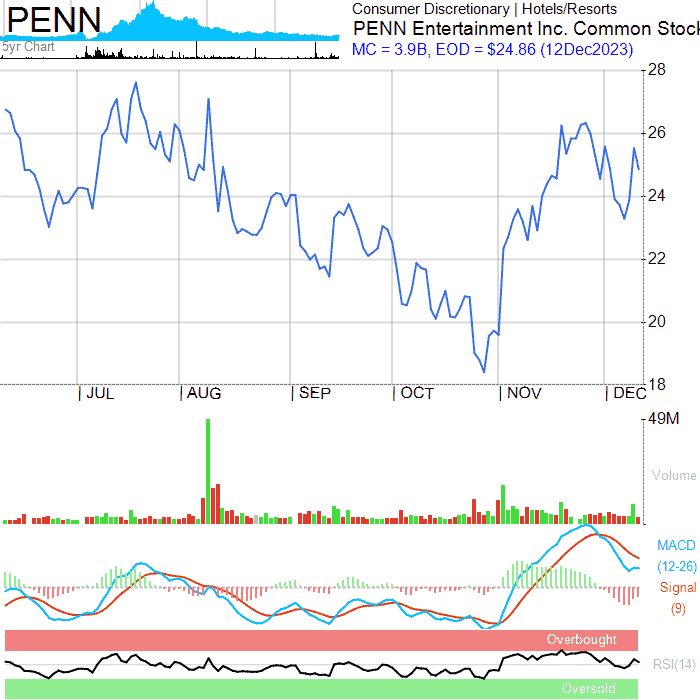 PENN
5yr Chart
Consumer Discretionary | Hotels/Resorts
PENN Entertainment Inc. Common Stoc
MC = 3.9B, EOD = $24.86 (12Dec2023)
28
26
24
22
20
18
JUL
AUG
SEP
OCT
NOV
DEC
49M
Volume
MACD
(12-26)
Signal
(9)
Overbought
RSI(14)
Oversold